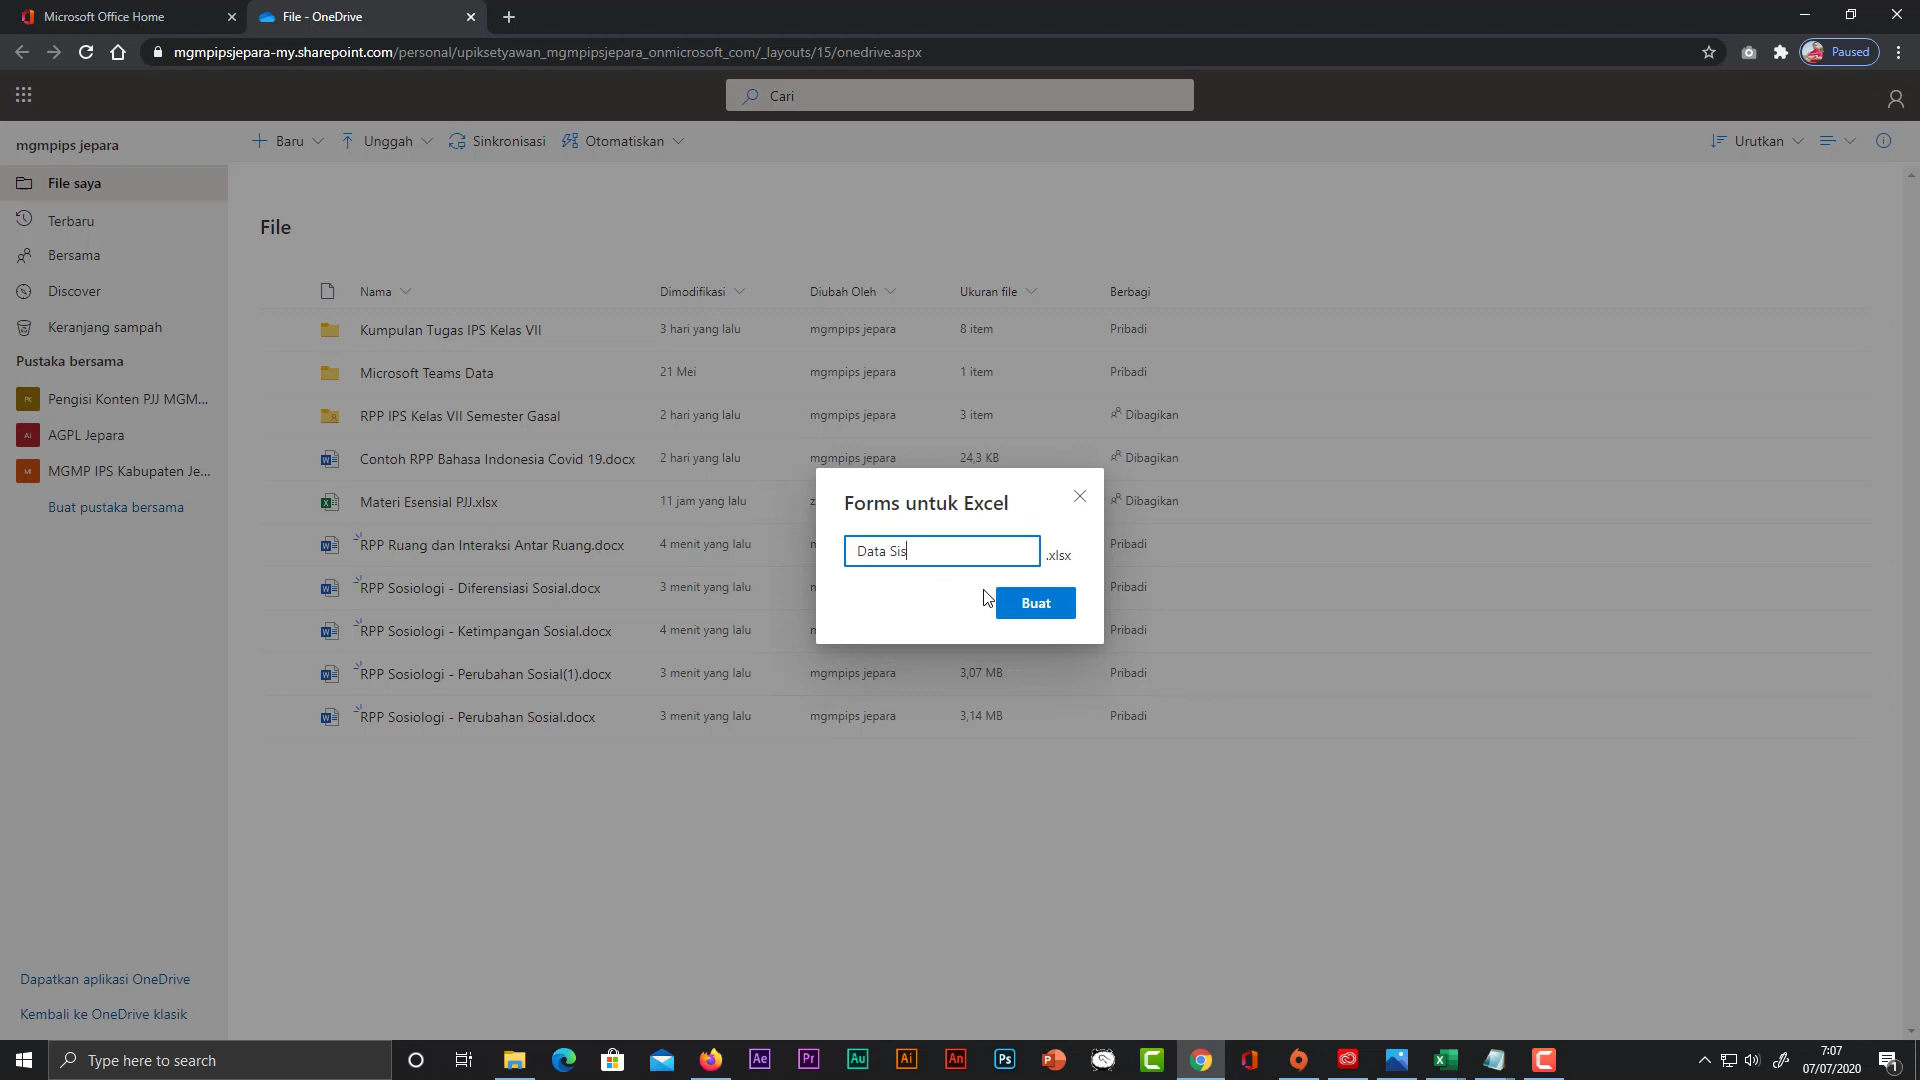 Microsoft Office Home
File - OneDrive
mgmpipsjepara-my.sharepoint.com/personal/upiksetyawan_mgmpipsjepara_onmicrosoft_com/_layouts/15/onedrive.aspx
Paused
Cari
mgmpips jepara
Baru
Unggah
Sinkronisasi
Otomatiskan
Urutkan
File saya
Terbaru
Bersama
Discover
Keranjang sampah
Pustaka bersama
PK Pengisi Konten PJJ MGM...
AJ AGPL Jepara
MK MGMP IPS Kabupaten Je...
Buat pustaka bersama
Dapatkan aplikasi OneDrive
Kembali ke OneDrive klasik
File
Nama Dimodifikasi Diubah Oleh Ukuran file Berbagi
Kumpulan Tugas IPS Kelas VII 3 hari yang lalu mgmpips jepara 8 item Pribadi
Microsoft Teams Data 21 Mei mgmpips jepara 1 item Pribadi
RPP IPS Kelas VII Semester Gasal 2 hari yang lalu mgmpips jepara 3 item Dibagikan
Contoh RPP Bahasa Indonesia Covid 19.docx 2 hari yang lalu mgmpips jepara 24,3 KB Dibagikan
Materi Esensial PJJ.xlsx 11 jam yang lalu Dibagikan
RPP Ruang dan Interaksi Antar Ruang.docx 4 menit yang lalu Pribadi
RPP Sosiologi - Diferensiasi Sosial.docx 3 menit yang lalu Pribadi
RPP Sosiologi - Ketimpangan Sosial.docx 4 menit yang lalu Pribadi
RPP Sosiologi - Perubahan Sosial(1).docx 3 menit yang lalu mgmpips jepara 3,07 MB Pribadi
RPP Sosiologi - Perubahan Sosial.docx 3 menit yang lalu mgmpips jepara 3,14 MB Pribadi
Forms untuk Excel
Data Sis
.xlsx
Buat
Type here to search
Ae
Pr
Au
Ai
An
Ps
7:07
07/07/2020
1